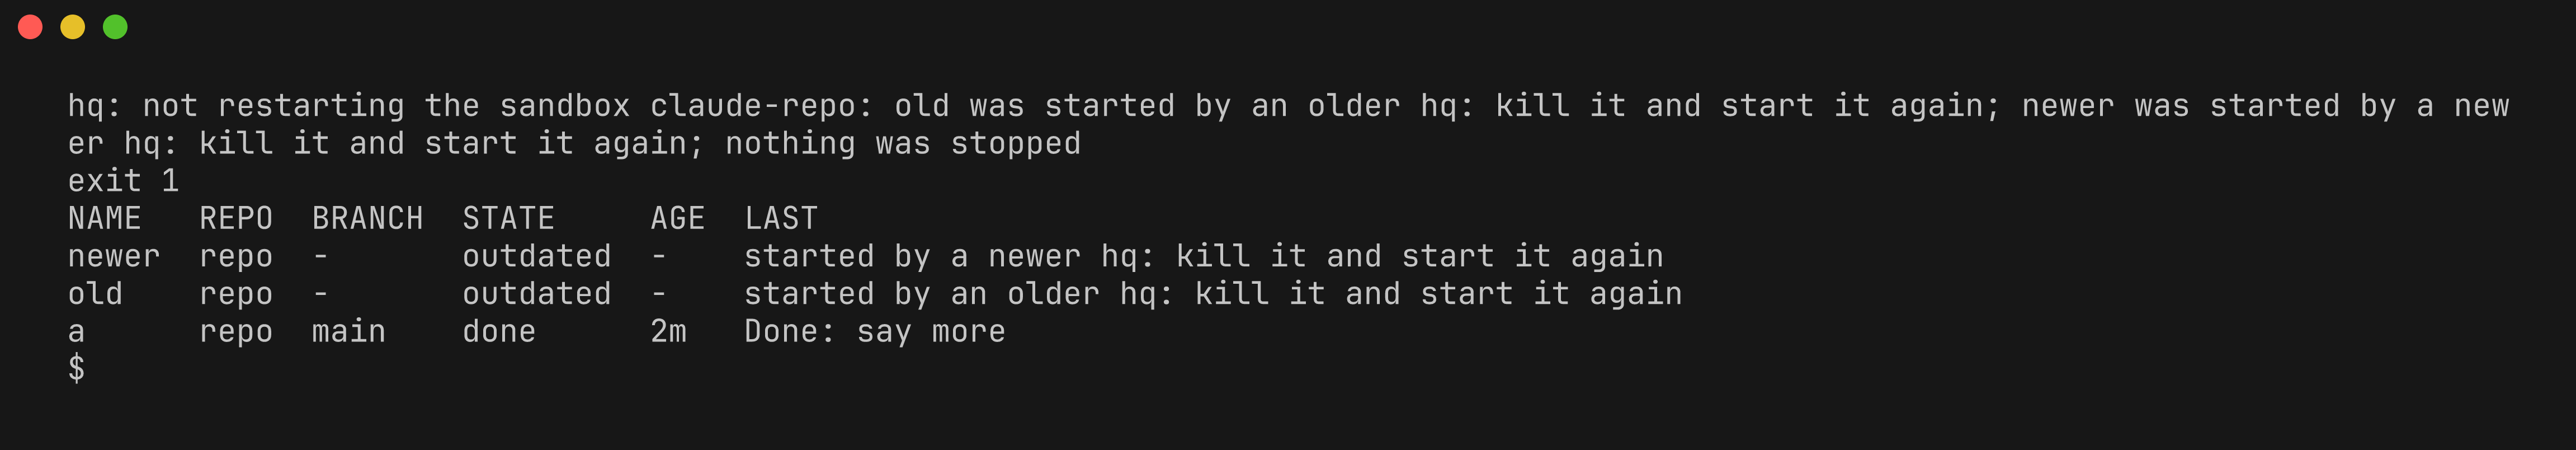 hq: not restarting the sandbox claude-repo: old was started by an older hq: kill it and start it again; newer was started by a new
er hq: kill it and start it again; nothing was stopped
exit 1
NAME   REPO  BRANCH  STATE     AGE  LAST
newer  repo  -       outdated  -    started by a newer hq: kill it and start it again
old    repo  -       outdated  -    started by an older hq: kill it and start it again
a      repo  main    done      2m   Done: say more
$